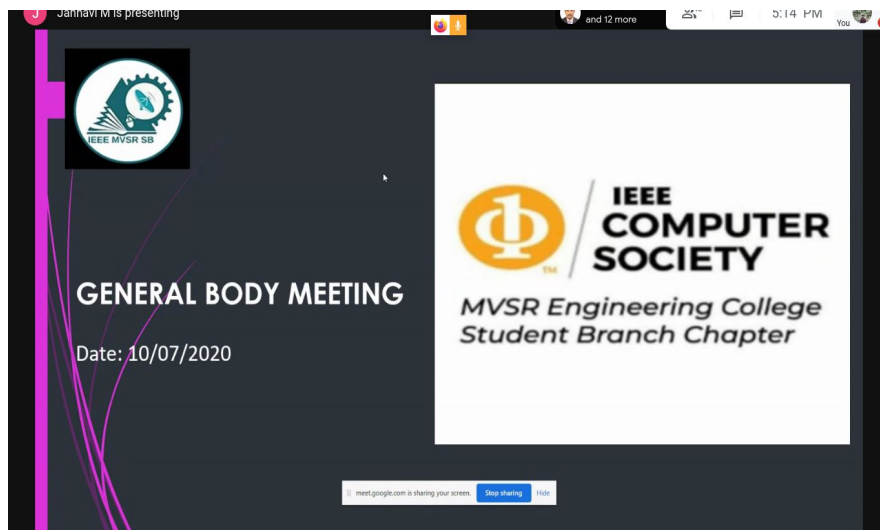 J
Jahnavi M is presenting
and 12 more
5:14 PM
You
IEEE MVSR SB
GENERAL BODY MEETING
Date: 10/07/2020
IEEE
COMPUTER
SOCIETY
TM
MVSR Engineering College
Student Branch Chapter
meet.google.com is sharing your screen.
Stop sharing
Hide